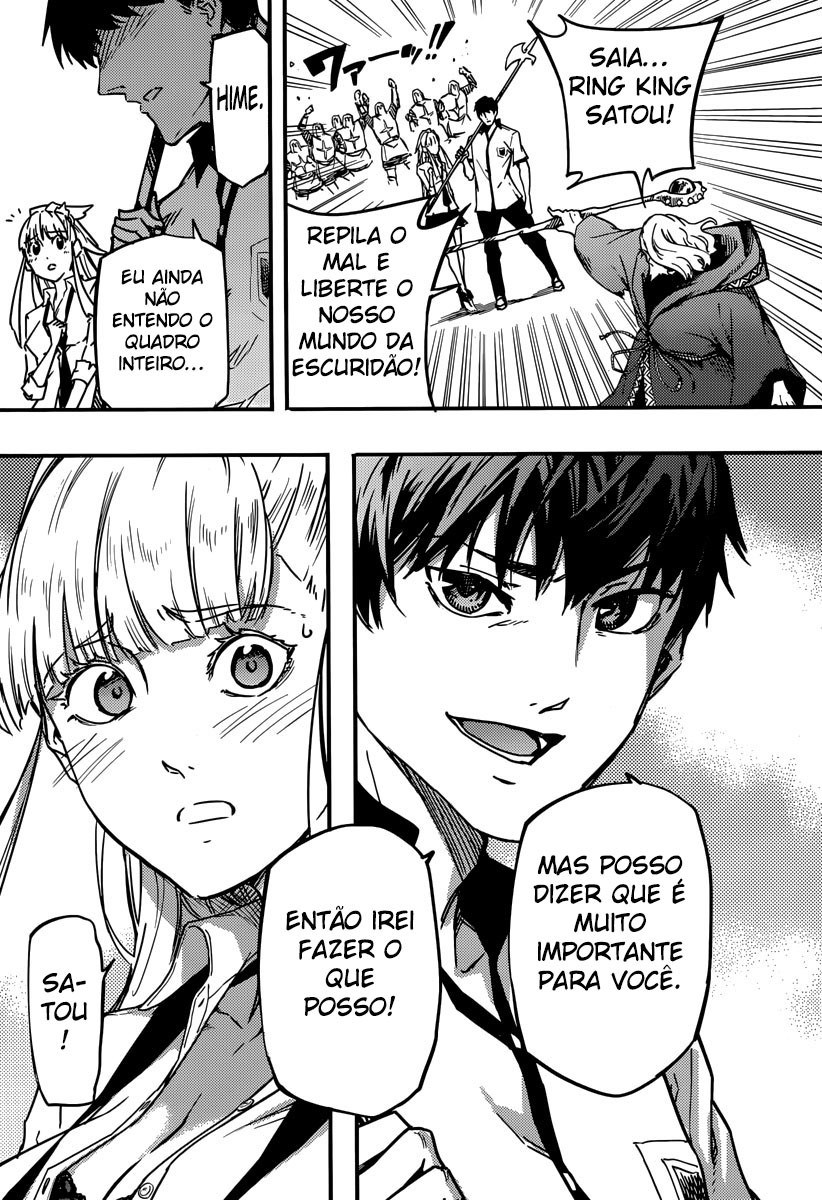 SAIA...
RING KING
SATOU!
ワァーッ!!
REPILA O
MAL E
LIBERTE O
NOSSO
MUNDO DA
ESCURIDÃO!
HIME.
EU AINDA
NÃO
ENTENDO O
QUADRO
INTEIRO...
MAS POSSO
DIZER QUE É
MUITO
IMPORTANTE
PARA VOCÊ.
ENTÃO IREI
FAZER O
QUE
POSSO!
SA-
TOU
!